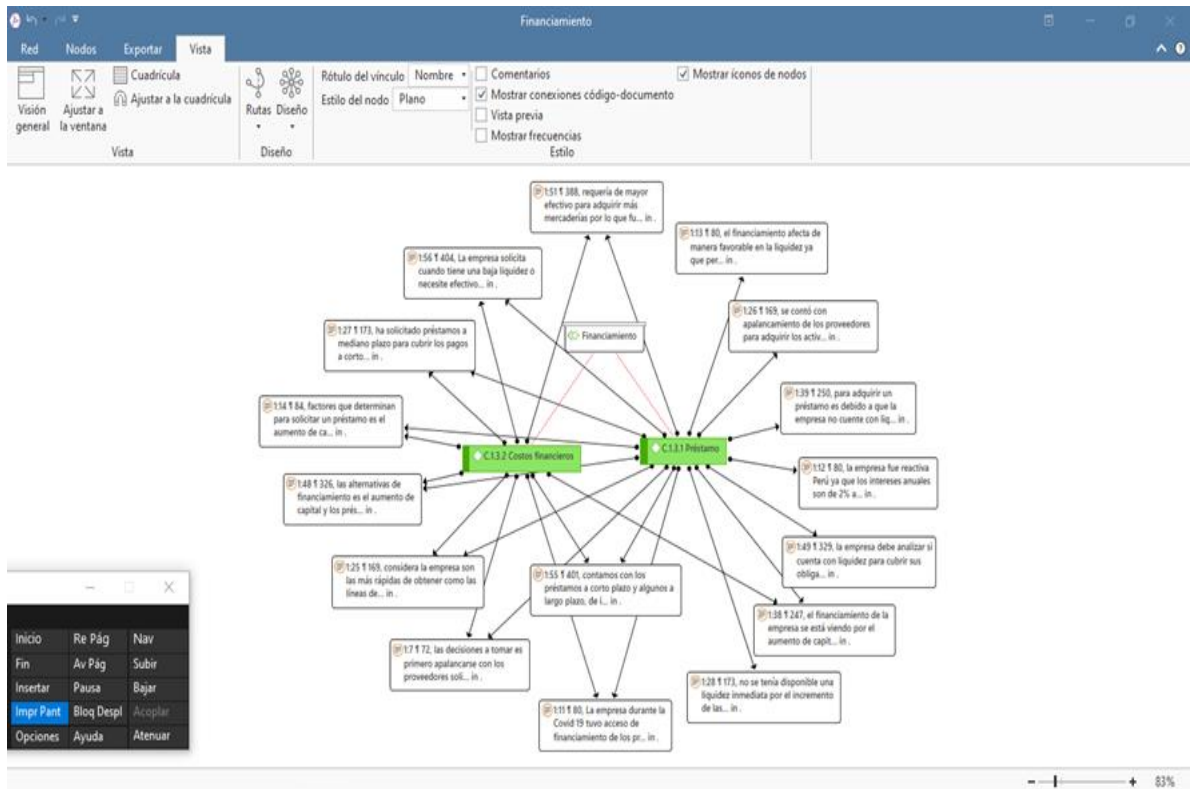 Financiamiento
Red Nodos Exportar Vista
Visión general
Ajustar a la ventana
Cuadrícula
Ajustar a la cuadrícula
Vista
Rutas Diseño
Diseño
Rótulo del vínculo Nombre
Estilo del nodo Plano
Comentarios
Mostrar conexiones código-documento
Vista previa
Mostrar frecuencias
Mostrar íconos de nodos
Estilo
1:51 ¶ 388, requería de mayor
efectivo para adquirir más
mercaderías por lo que fu... in .
1:13 ¶ 80, el financiamiento afecta de
manera favorable en la liquidez ya
que per... in .
1:56 ¶ 404, La empresa solicita
cuando tiene una baja liquidez o
necesite efectivo... in .
1:26 ¶ 169, se contó con
apalancamiento de los proveedores
para adquirir los activ... in .
1:27 ¶ 173, ha solicitado préstamos a
mediano plazo para cubrir los pagos
a corto... in .
Financiamiento
1:39 ¶ 250, para adquirir un
préstamo es debido a que la
empresa no cuente con liq... in .
1:14 ¶ 84, factores que determinan
para solicitar un préstamo es el
aumento de ca... in .
C.1.3.2 Costos financieros
C.1.3.1 Préstamo
1:12 ¶ 80, la empresa fue reactiva
Perú ya que los intereses anuales
son de 2% a... in .
1:48 ¶ 326, las alternativas de
financiamiento es el aumento de
capital y los prés... in .
1:49 ¶ 329, la empresa debe analizar si
cuenta con liquidez para cubrir sus
obliga... in .
1:25 ¶ 169, considera la empresa son
las más rápidas de obtener como las
líneas de... in .
1:55 ¶ 401, contamos con los
préstamos a corto plazo y algunos a
largo plazo, de i... in .
1:38 ¶ 247, el financiamiento de la
empresa se está viendo por el
aumento de capit... in .
1:7 ¶ 72, las decisiones a tomar es
primero apalancarse con los
proveedores soli... in .
1:28 ¶ 173, no se tenía disponible una
liquidez inmediata por el incremento
de las... in .
1:11 ¶ 80, La empresa durante la
Covid 19 tuvo acceso de
financiamiento de los pr... in .
Inicio Re Pág Nav
Fin Av Pág Subir
Insertar Pausa Bajar
Impr Pant Bloq Despl Acoplar
Opciones Ayuda Atenuar
83%